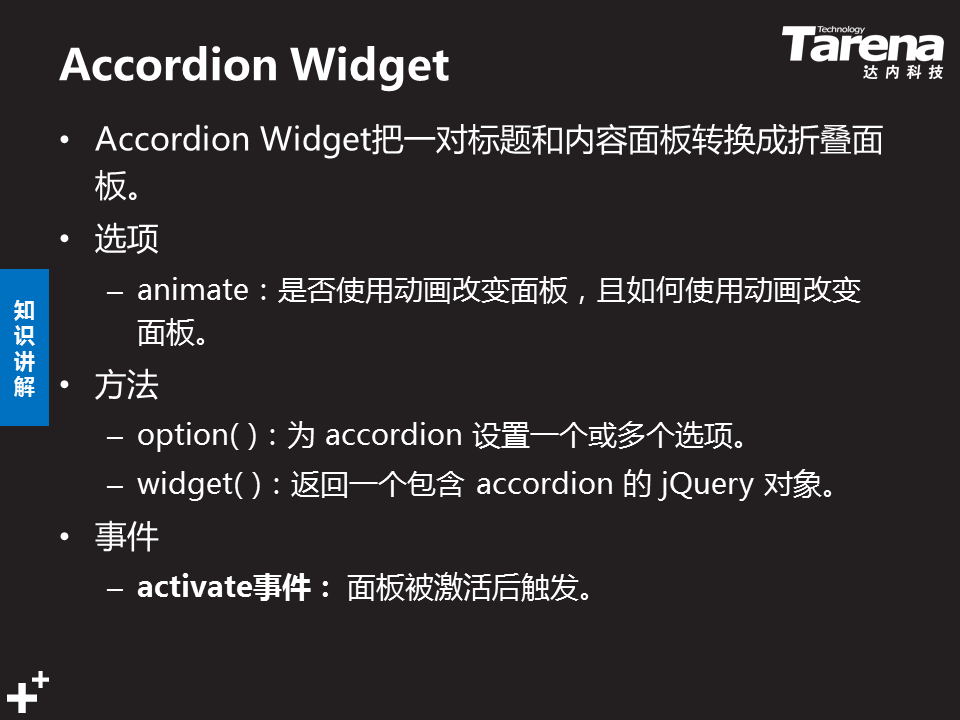 Accordion Widget
Technology
Tarena
达内科技
• Accordion Widget把一对标题和内容面板转换成折叠面
板。
• 选项
– animate：是否使用动画改变面板，且如何使用动画改变
面板。
知识讲解
• 方法
– option( )：为 accordion 设置一个或多个选项。
– widget( )：返回一个包含 accordion 的 jQuery 对象。
• 事件
– activate事件： 面板被激活后触发。